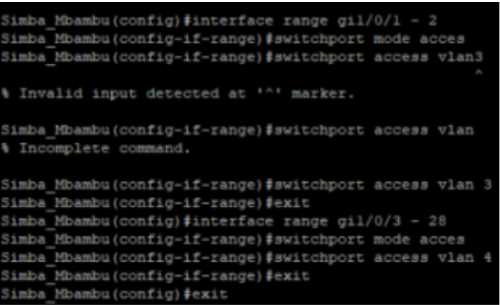 Simba_Mbambu(config)#interface range gi1/0/1 - 2
Simba_Mbambu(config-if-range)#switchport mode acces
Simba_Mbambu(config-if-range)#switchport access vlan3
^
% Invalid input detected at '^' marker.
Simba_Mbambu(config-if-range)#switchport access vlan
% Incomplete command.
Simba_Mbambu(config-if-range)#switchport access vlan 3
Simba_Mbambu(config-if-range)#exit
Simba_Mbambu(config)#interface range gi1/0/3 - 28
Simba_Mbambu(config-if-range)#switchport mode acces
Simba_Mbambu(config-if-range)#switchport access vlan 4
Simba_Mbambu(config-if-range)#exit
Simba_Mbambu(config)#exit